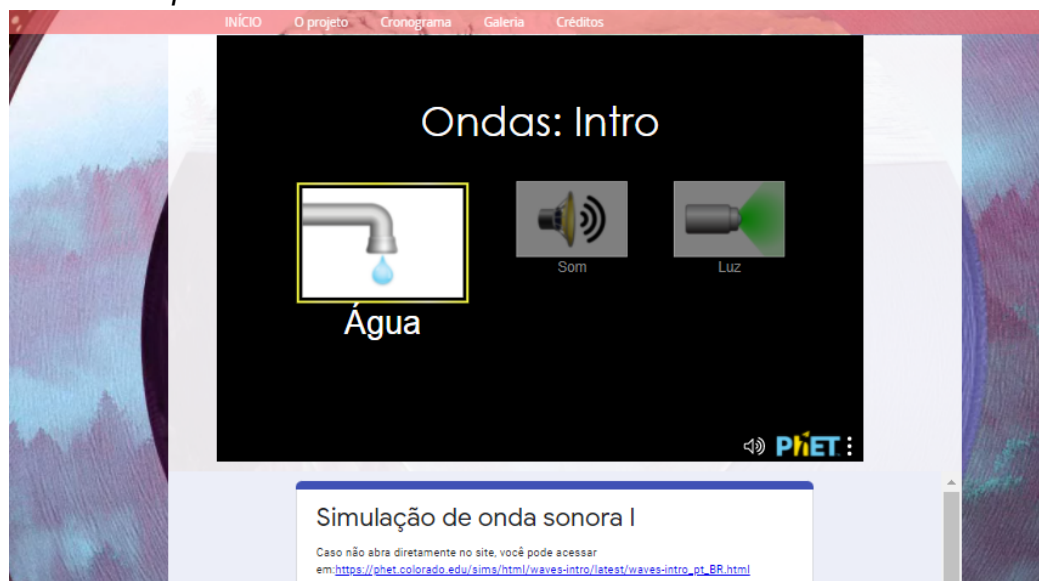 INÍCIO O projeto Cronograma Galeria Créditos
Ondas: Intro
Som Luz
Água
PhET
Simulação de onda sonora I
Caso não abra diretamente no site, você pode acessar
em:https://phet.colorado.edu/sims/html/waves-intro/latest/waves-intro_pt_BR.html